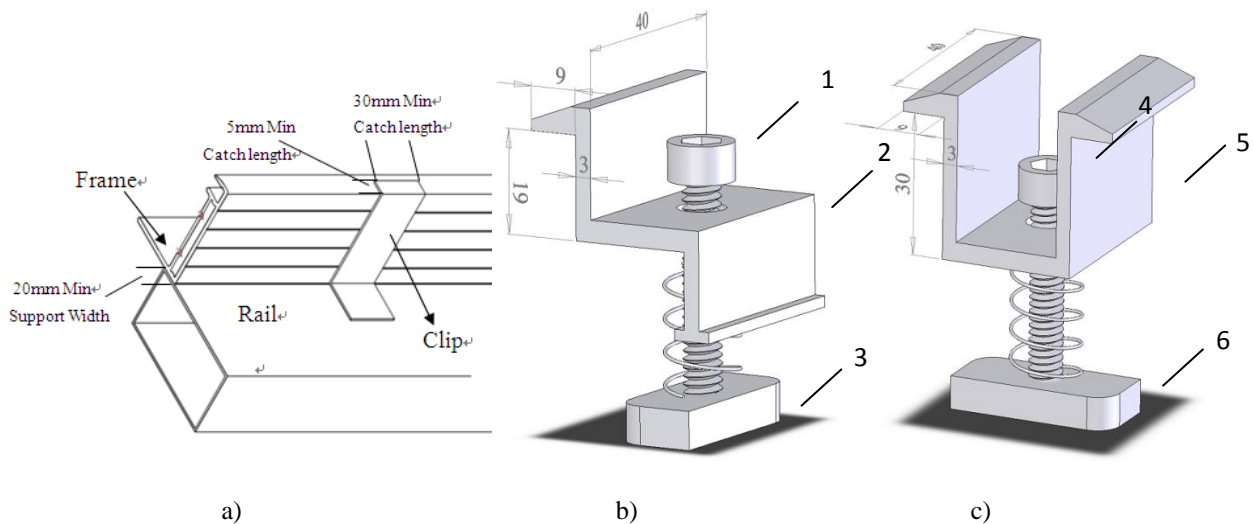 5mm Min
Catch length
30mm Min↵
Catch length↵
Frame↵
20mm Min↵
Support Width
Rail↵
Clip↵
↵
40
9
3
19
1
2
3
40
3
30
4
5
6
a)
b)
c)